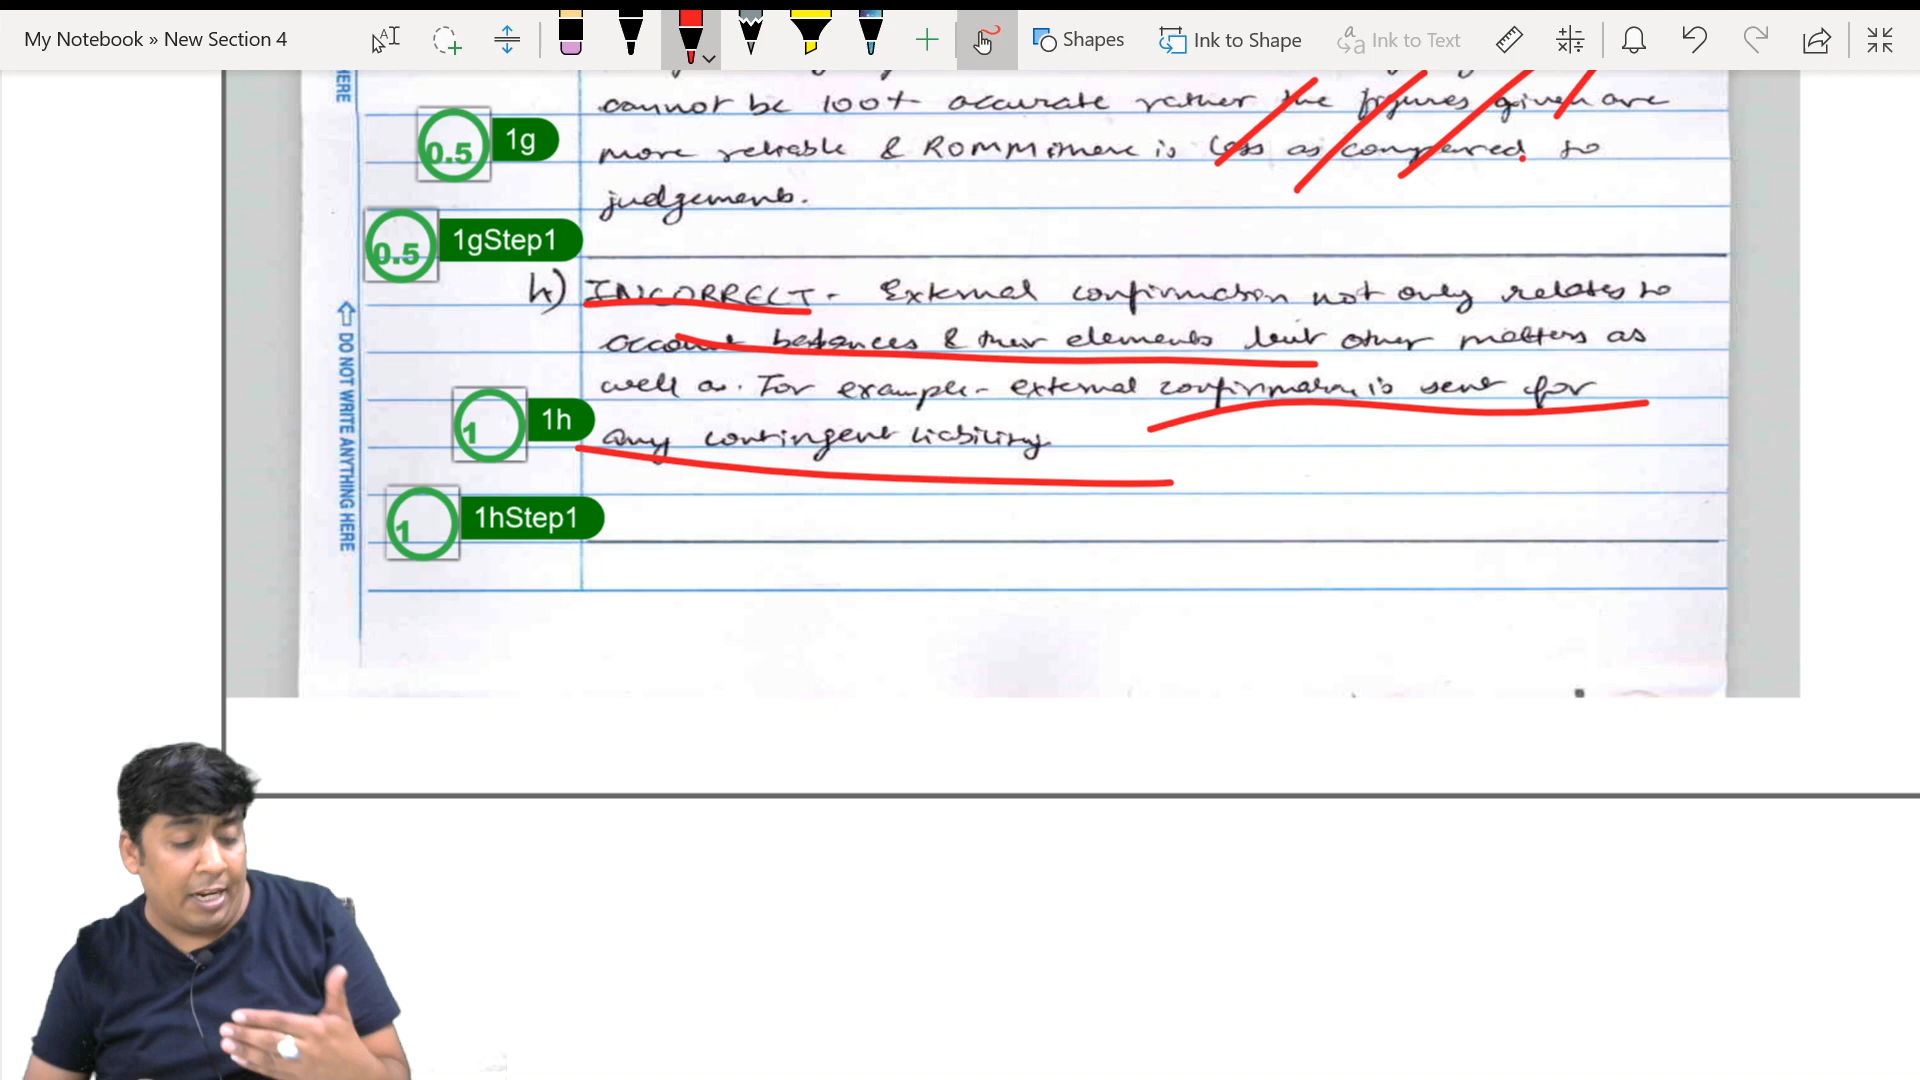 My Notebook » New Section 4
Shapes
Ink to Shape
Ink to Text
HERE
cannot be 100% accurate rather the figures given are
0.5 1g
more reliable & ROMM is less as compared to
judgements.
0.5 1gStep1
h) INCORRECT - External confirmation not only relates to
account balances & their elements but other matters as
well as. For example - external confirmation is sent for
1 1h
any contingent liability
1 1hStep1
DO NOT WRITE ANYTHING HERE